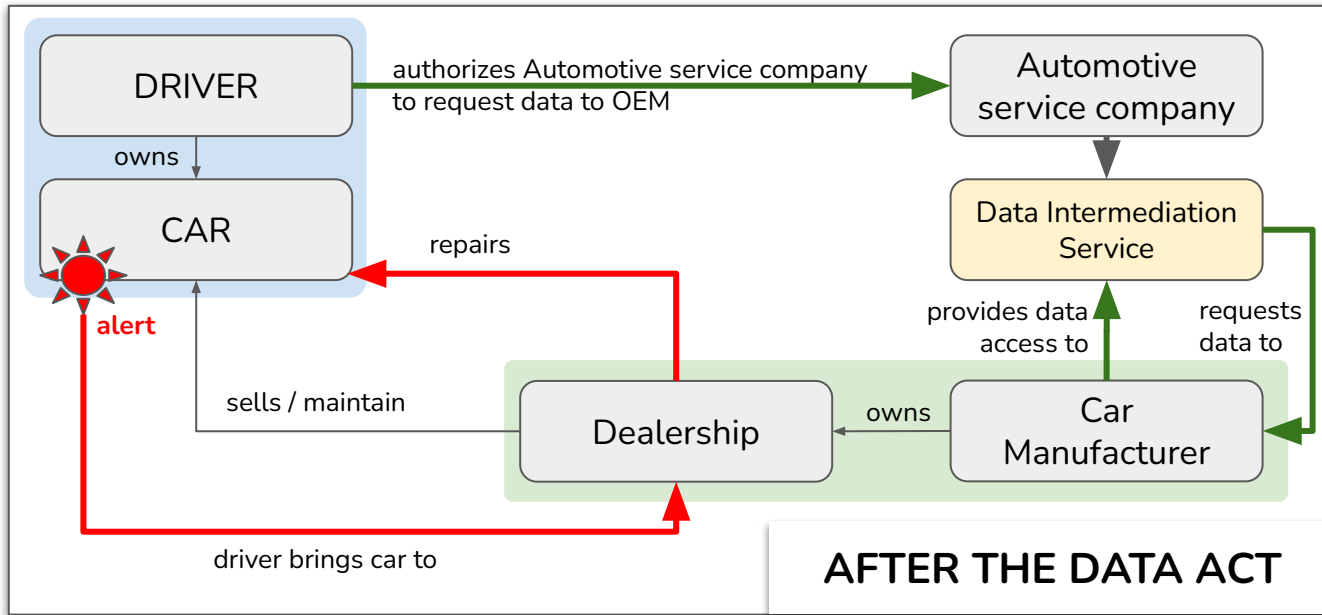 DRIVER
authorizes Automotive service company
to request data to OEM
Automotive
service company
owns
CAR
Data Intermediation
Service
repairs
alert
provides data
access to
requests
data to
sells / maintain
Dealership
owns
Car
Manufacturer
driver brings car to
AFTER THE DATA ACT